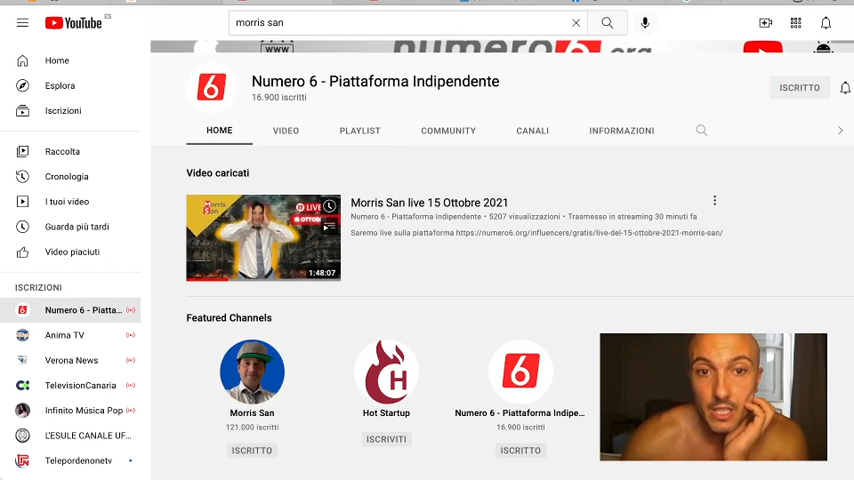 YouTube ES
morris san
www
numero6.org
Home
Esplora
Iscrizioni
Raccolta
Cronologia
I tuoi video
Guarda più tardi
Video piaciuti
ISCRIZIONI
Numero 6 - Piatta...
Anima TV
Verona News
TelevisionCanaria
Infinito Música Pop
L'ESULE CANALE UF...
Telepordenonetv
6
Numero 6 - Piattaforma Indipendente
16.900 iscritti
ISCRITTO
HOME VIDEO PLAYLIST COMMUNITY CANALI INFORMAZIONI
Video caricati
Morris San
LIVE
15 OTTOBRE
1:48:07
Morris San live 15 Ottobre 2021
Numero 6 - Piattaforma Indipendente • 5207 visualizzazioni • Trasmesso in streaming 30 minuti fa
Saremo live sulla piattaforma https://numero6.org/influencers/gratis/live-del-15-ottobre-2021-morris-san/
Featured Channels
H
6
Morris San
121.000 iscritti
ISCRITTO
Hot Startup
ISCRIVITI
Numero 6 - Piattaforma Indipe...
16.900 iscritti
ISCRITTO